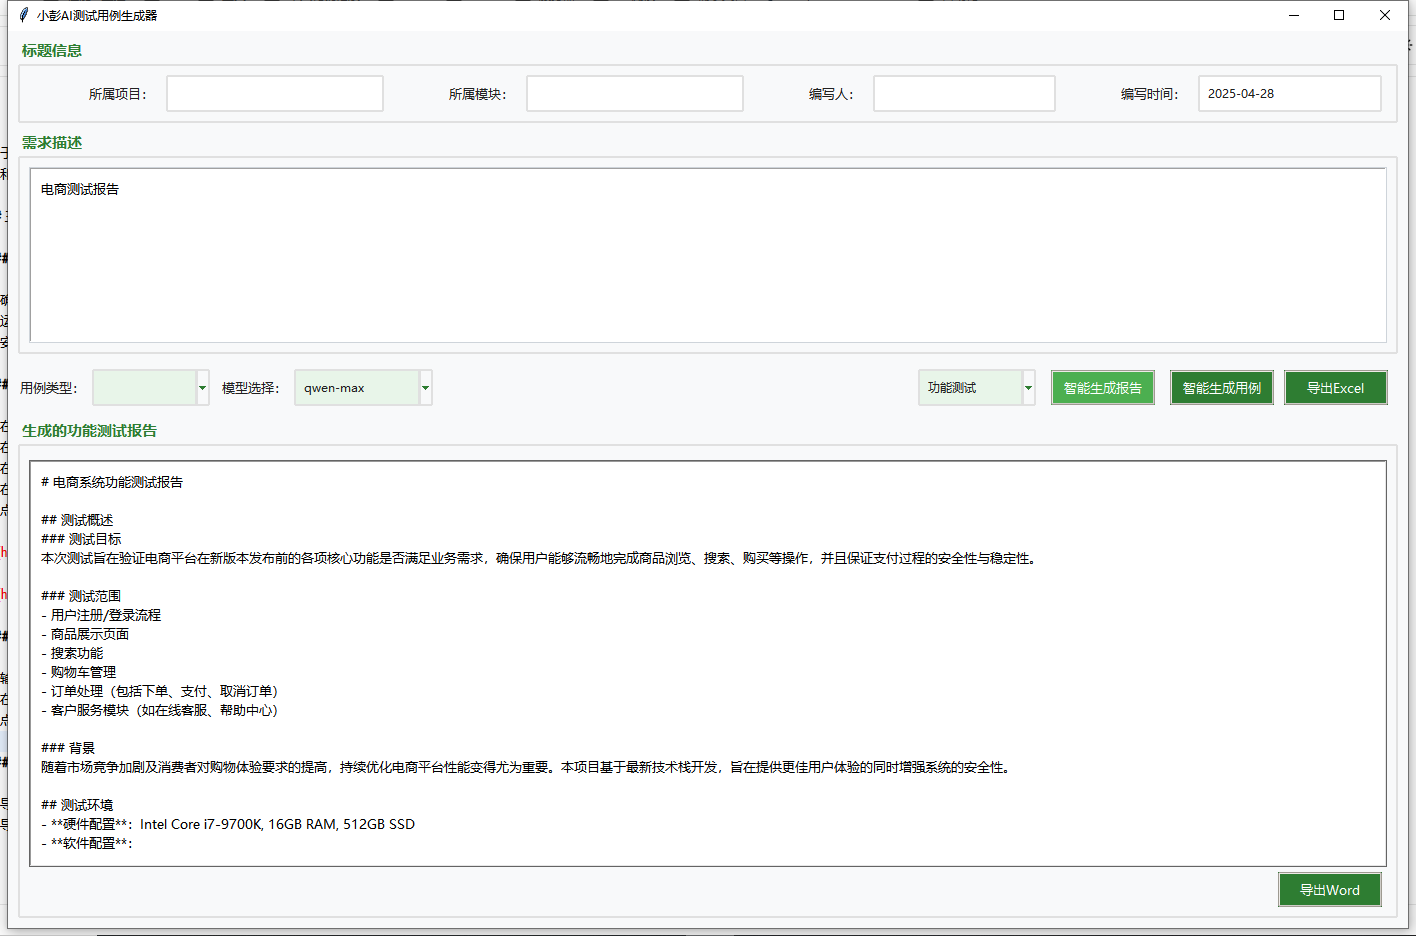 小彭AI测试用例生成器
标题信息
所属项目： 所属模块： 编写人： 编写时间： 2025-04-28
需求描述
电商测试报告
用例类型： 模型选择： qwen-max 功能测试 智能生成报告 智能生成用例 导出Excel
生成的功能测试报告
# 电商系统功能测试报告
## 测试概述
### 测试目标
本次测试旨在验证电商平台在新版本发布前的各项核心功能是否满足业务需求，确保用户能够流畅地完成商品浏览、搜索、购买等操作，并且保证支付过程的安全性与稳定性。
### 测试范围
- 用户注册/登录流程
- 商品展示页面
- 搜索功能
- 购物车管理
- 订单处理（包括下单、支付、取消订单）
- 客户服务模块（如在线客服、帮助中心）
### 背景
随着市场竞争加剧及消费者对购物体验要求的提高，持续优化电商平台性能变得尤为重要。本项目基于最新技术栈开发，旨在提供更佳用户体验的同时增强系统的安全性。
## 测试环境
- **硬件配置**：Intel Core i7-9700K, 16GB RAM, 512GB SSD
- **软件配置**：
导出Word